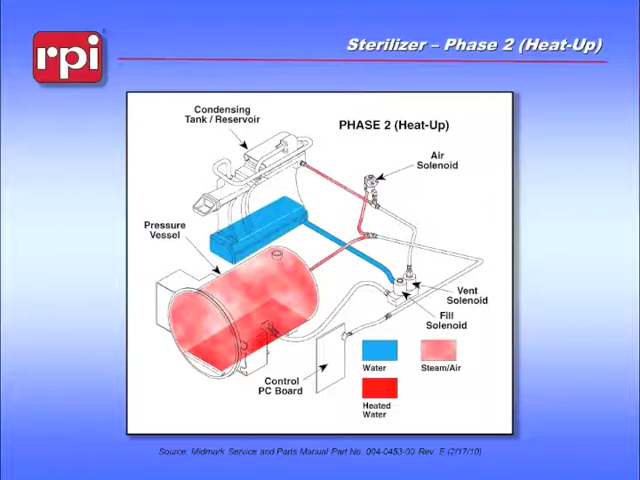 rpi
Sterilizer – Phase 2 (Heat-Up)
Condensing
Tank / Reservoir
PHASE 2 (Heat-Up)
Air
Solenoid
Pressure
Vessel
Vent
Solenoid
Fill
Solenoid
Control
PC Board
Water
Steam/Air
Heated
Water
Source: Midmark Service and Parts Manual Part No. 004-0453-00 Rev. E (2/17/10)